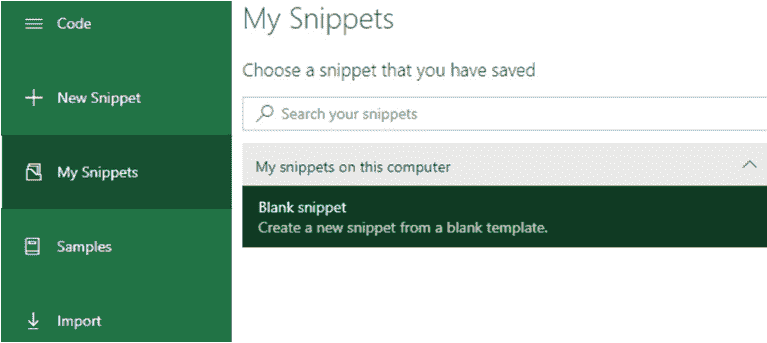 Code
New Snippet
My Snippets
Samples
Import
My Snippets
Choose a snippet that you have saved
Search your snippets
My snippets on this computer
Blank snippet
Create a new snippet from a blank template.